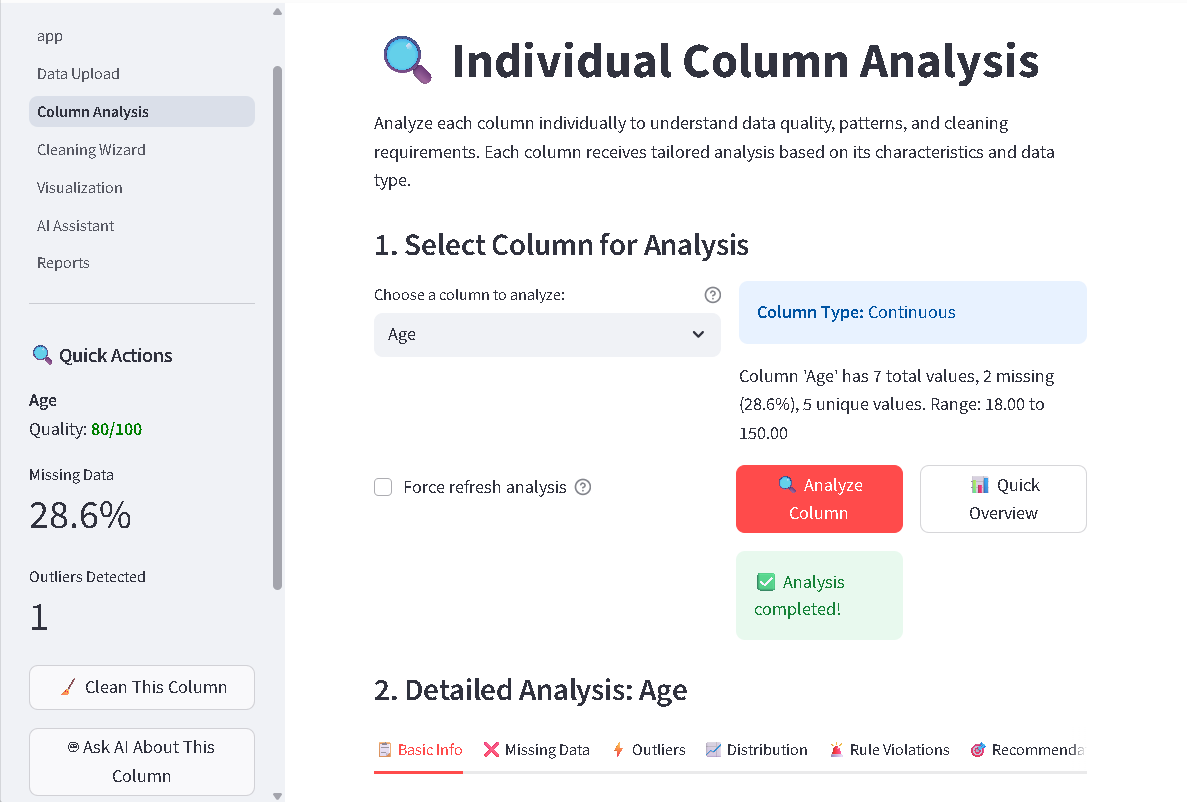 app
Data Upload
Column Analysis
Cleaning Wizard
Visualization
AI Assistant
Reports
Quick Actions
Age
Quality: 80/100
Missing Data
28.6%
Outliers Detected
1
Clean This Column
Ask AI About This
Column
Individual Column Analysis
Analyze each column individually to understand data quality, patterns, and cleaning
requirements. Each column receives tailored analysis based on its characteristics and data
type.
1. Select Column for Analysis
Choose a column to analyze:
Age
Column Type: Continuous
Column 'Age' has 7 total values, 2 missing
(28.6%), 5 unique values. Range: 18.00 to
150.00
Force refresh analysis
Analyze
Column
Quick
Overview
Analysis
completed!
2. Detailed Analysis: Age
Basic Info
Missing Data
Outliers
Distribution
Rule Violations
Recommenda